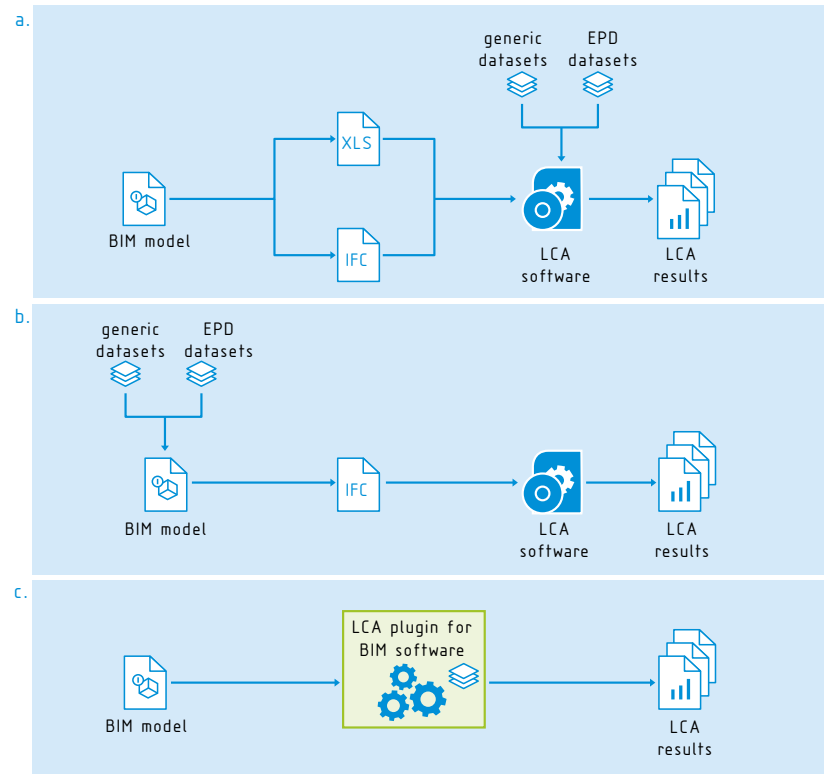 a.
generic
datasets
EPD
datasets
XLS
IFC
BIM model
LCA
software
LCA
results
b.
generic
datasets
EPD
datasets
BIM model
IFC
LCA
software
LCA
results
c.
LCA plugin for
BIM software
BIM model
LCA
results